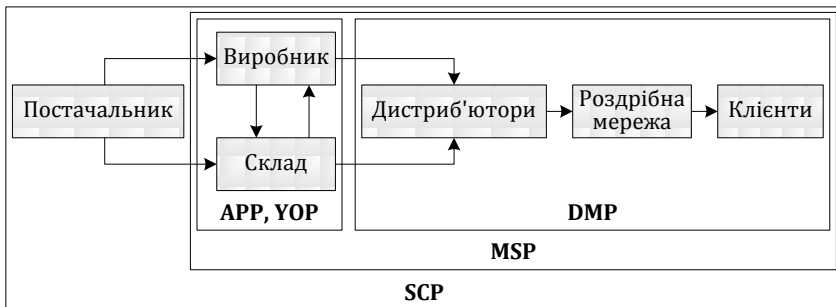 Виробник
Постачальник
Дистриб'ютори
Роздрібна
мережа
Клієнти
Склад
APP, YOP
DMP
MSP
SCP